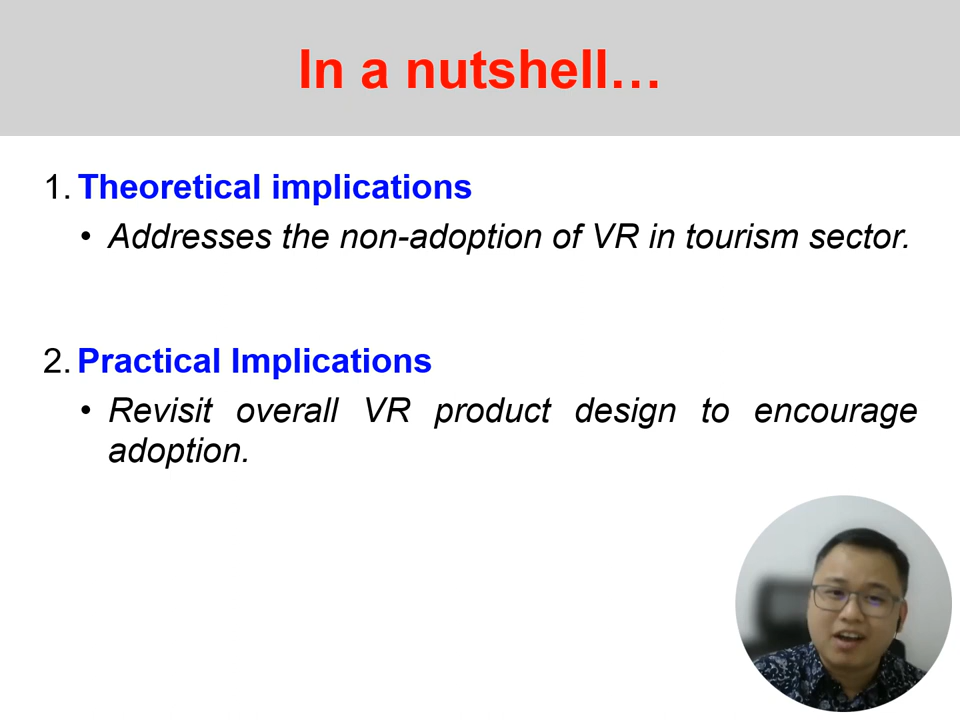 In a nutshell…
1. Theoretical implications
• Addresses the non-adoption of VR in tourism sector.
2. Practical Implications
• Revisit overall VR product design to encourage
adoption.